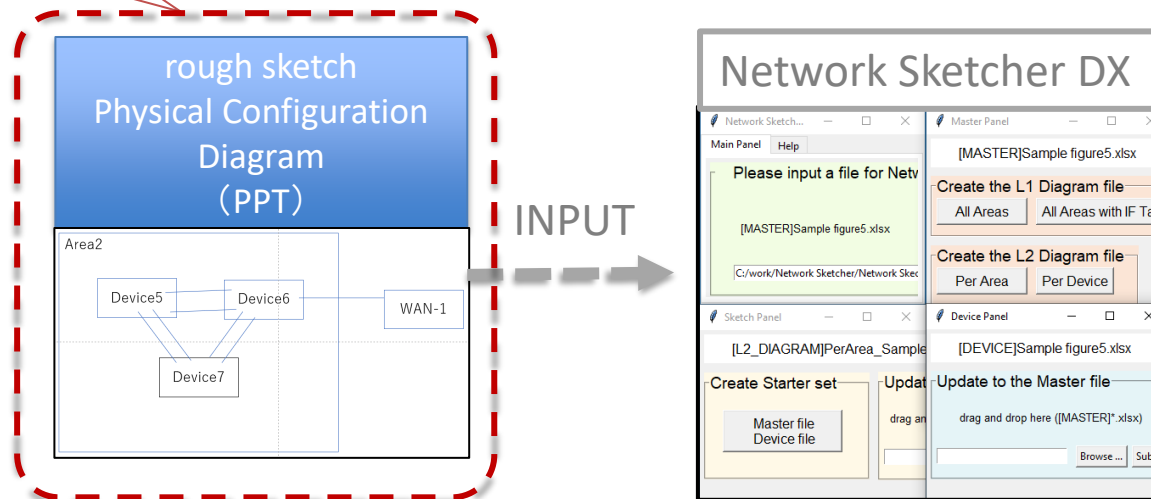 rough sketch
Physical Configuration
Diagram
（PPT）
Area2
Device5
Device6
WAN-1
Device7
INPUT
Network Sketcher DX
Network Sketch...
Main Panel
Help
Please input a file for Netw
[MASTER]Sample figure5.xlsx
C:/work/Network Sketcher/Network Skec
Master Panel
[MASTER]Sample figure5.xlsx
Create the L1 Diagram file
All Areas
All Areas with IF Ta
Create the L2 Diagram file
Per Area
Per Device
Sketch Panel
[L2_DIAGRAM]PerArea_Sample
Create Starter set
Master file
Device file
Updat
drag an
Device Panel
[DEVICE]Sample figure5.xlsx
Update to the Master file
drag and drop here ([MASTER]*.xlsx)
Browse ...
Sub